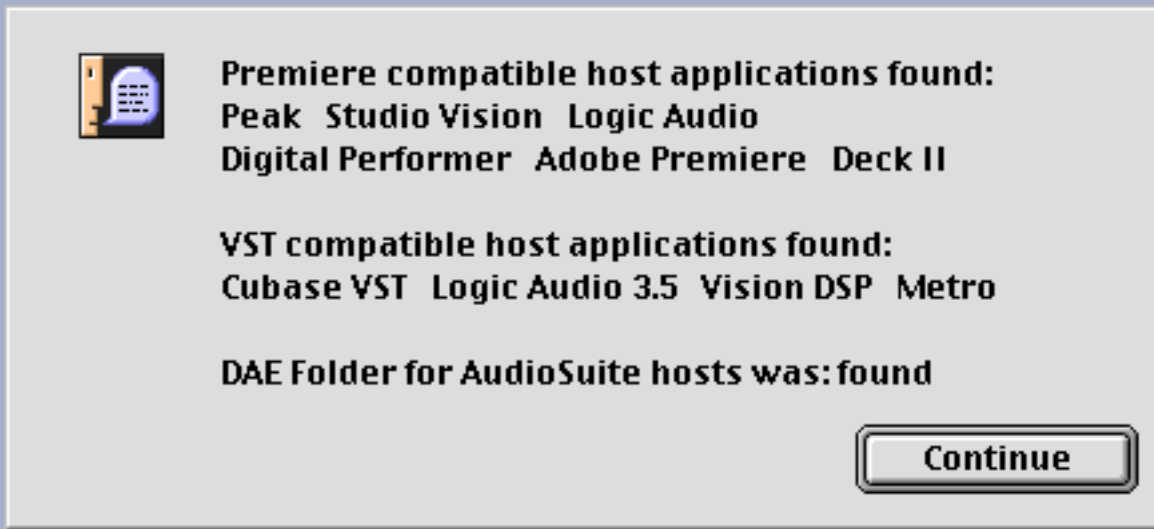 Premiere compatible host applications found:
Peak Studio Vision Logic Audio
Digital Performer Adobe Premiere Deck II
VST compatible host applications found:
Cubase VST Logic Audio 3.5 Vision DSP Metro
DAE Folder for AudioSuite hosts was: found
Continue